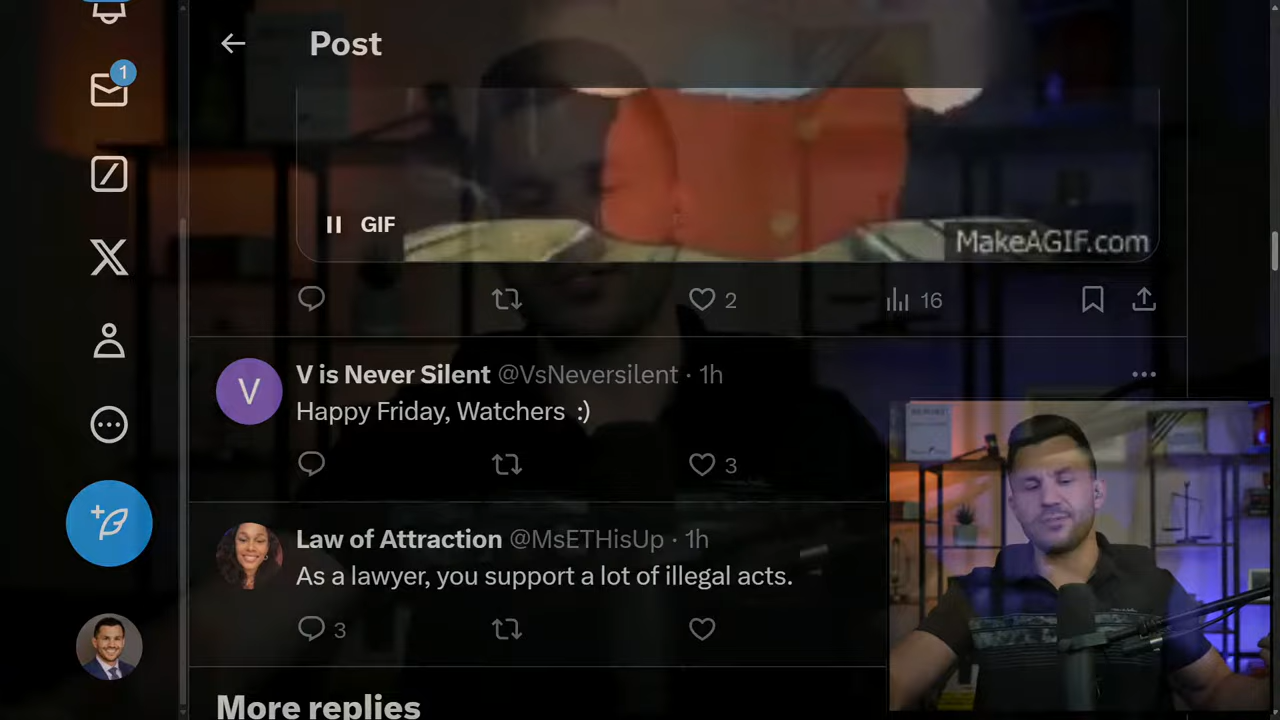 Post
1
GIF
MakeAGIF.com
2
16
V is Never Silent @VsNeversilent · 1h
Happy Friday, Watchers :)
V
3
Law of Attraction @MsETHisUp · 1h
As a lawyer, you support a lot of illegal acts.
3
More replies